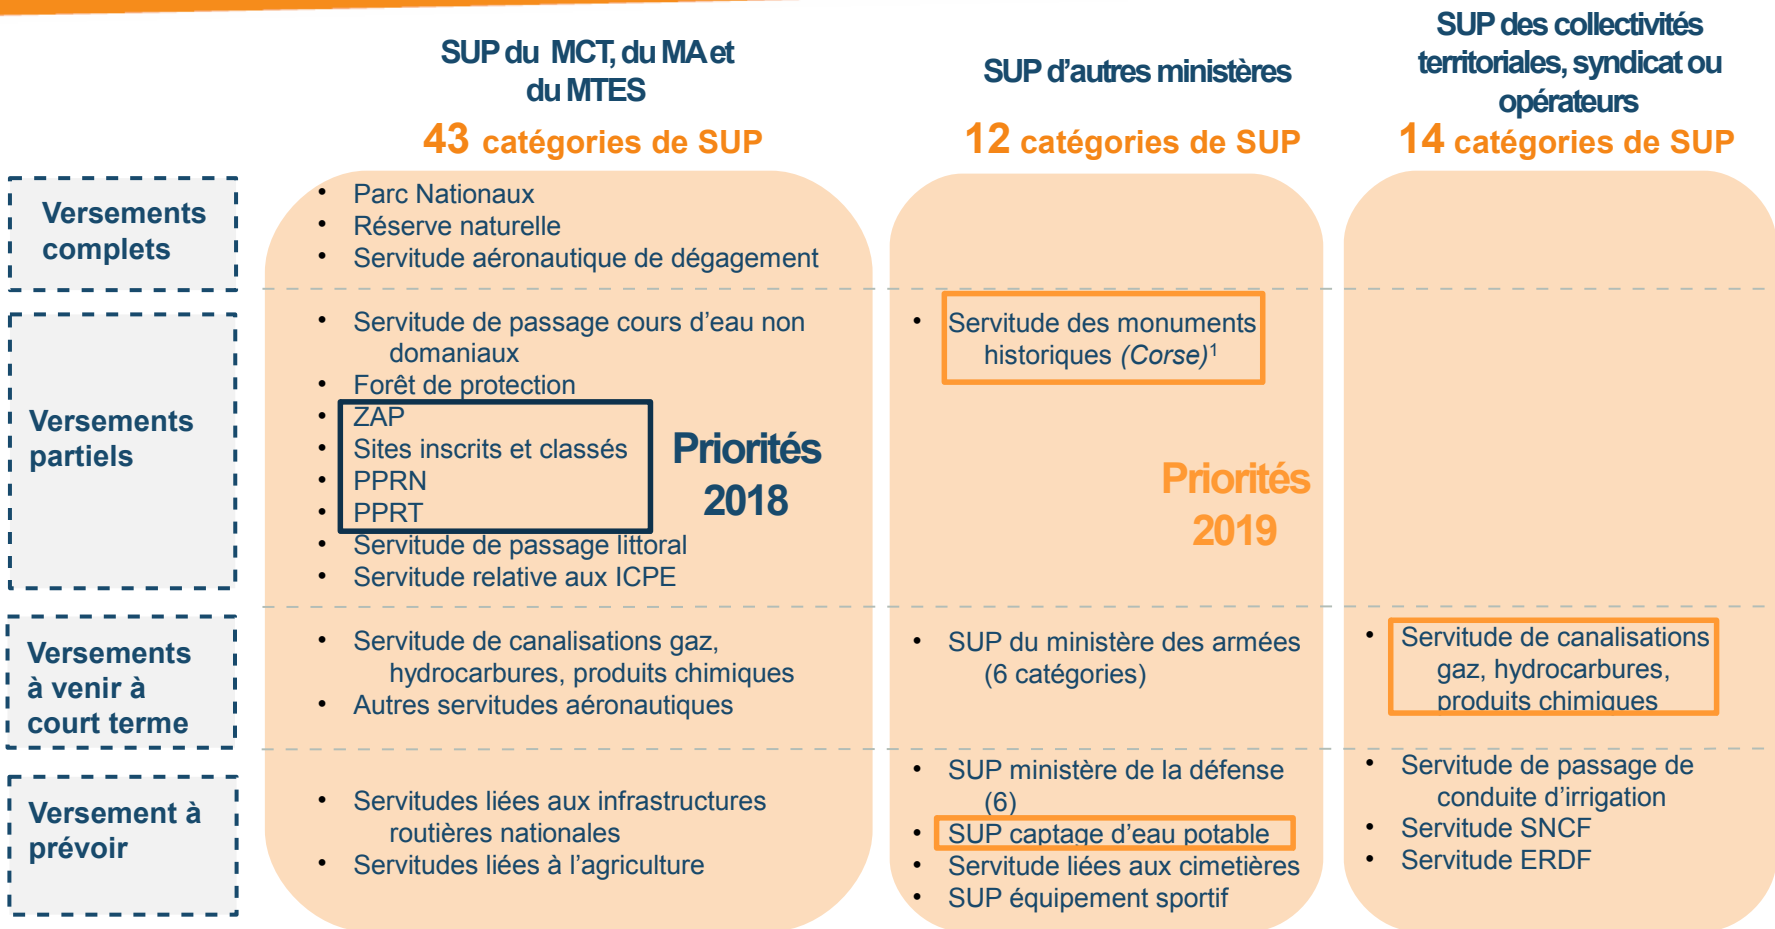 SUP du MCT, du MA et
du MTES
43 catégories de SUP
SUP d'autres ministères
12 catégories de SUP
SUP des collectivités
territoriales, syndicat ou
opérateurs
14 catégories de SUP
Versements
complets
• Parc Nationaux
• Réserve naturelle
• Servitude aéronautique de dégagement
Versements
partiels
• Servitude de passage cours d'eau non
domaniaux
• Forêt de protection
• ZAP
• Sites inscrits et classés
• PPRN
• PPRT
• Servitude de passage littoral
• Servitude relative aux ICPE
Priorités
2018
• Servitude des monuments
historiques (Corse)¹
Priorités
2019
Versements
à venir à
court terme
• Servitude de canalisations gaz,
hydrocarbures, produits chimiques
• Autres servitudes aéronautiques
• SUP du ministère des armées
(6 catégories)
• Servitude de canalisations
gaz, hydrocarbures,
produits chimiques
Versement à
prévoir
• Servitudes liées aux infrastructures
routières nationales
• Servitudes liées à l'agriculture
• SUP ministère de la défense
(6)
• SUP captage d'eau potable
• Servitude liées aux cimetières
• SUP équipement sportif
• Servitude de passage de
conduite d'irrigation
• Servitude SNCF
• Servitude ERDF